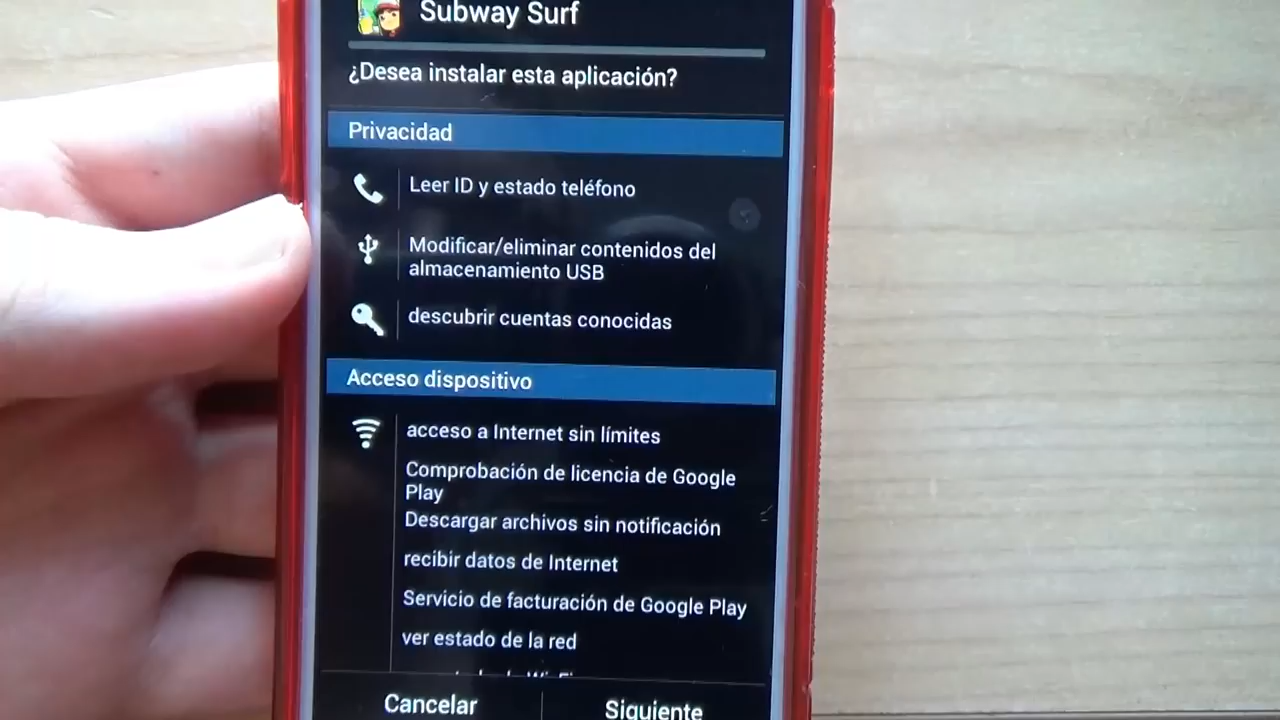 Subway Surf
¿Desea instalar esta aplicación?
Privacidad
Leer ID y estado teléfono
Modificar/eliminar contenidos del
almacenamiento USB
descubrir cuentas conocidas
Acceso dispositivo
acceso a Internet sin límites
Comprobación de licencia de Google
Play
Descargar archivos sin notificación
recibir datos de Internet
Servicio de facturación de Google Play
ver estado de la red
Cancelar
Siguiente